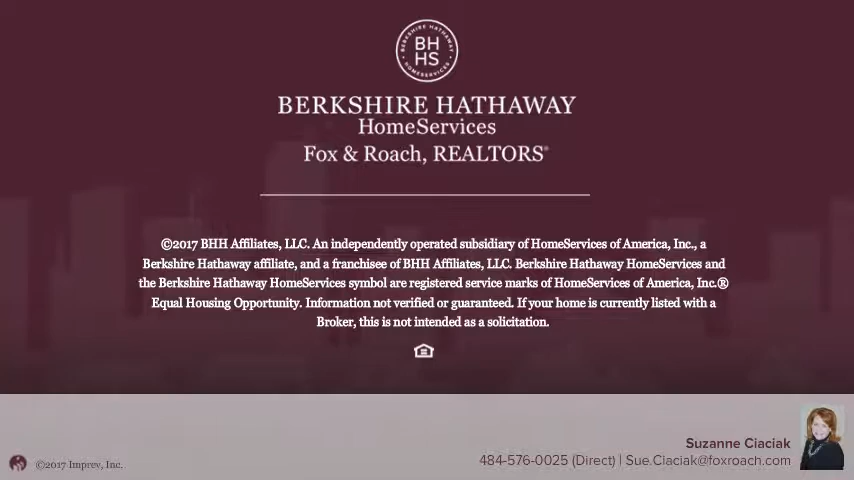 BERKSHIRE HATHAWAY
HOMESERVICES
BH
HS
BERKSHIRE HATHAWAY
HomeServices
Fox & Roach, REALTORS®
©2017 BHH Affiliates, LLC. An independently operated subsidiary of HomeServices of America, Inc., a
Berkshire Hathaway affiliate, and a franchisee of BHH Affiliates, LLC. Berkshire Hathaway HomeServices and
the Berkshire Hathaway HomeServices symbol are registered service marks of HomeServices of America, Inc.®
Equal Housing Opportunity. Information not verified or guaranteed. If your home is currently listed with a
Broker, this is not intended as a solicitation.
Suzanne Ciaciak
484-576-0025 (Direct) | Sue.Ciaciak@foxroach.com
©2017 Imprev, Inc.